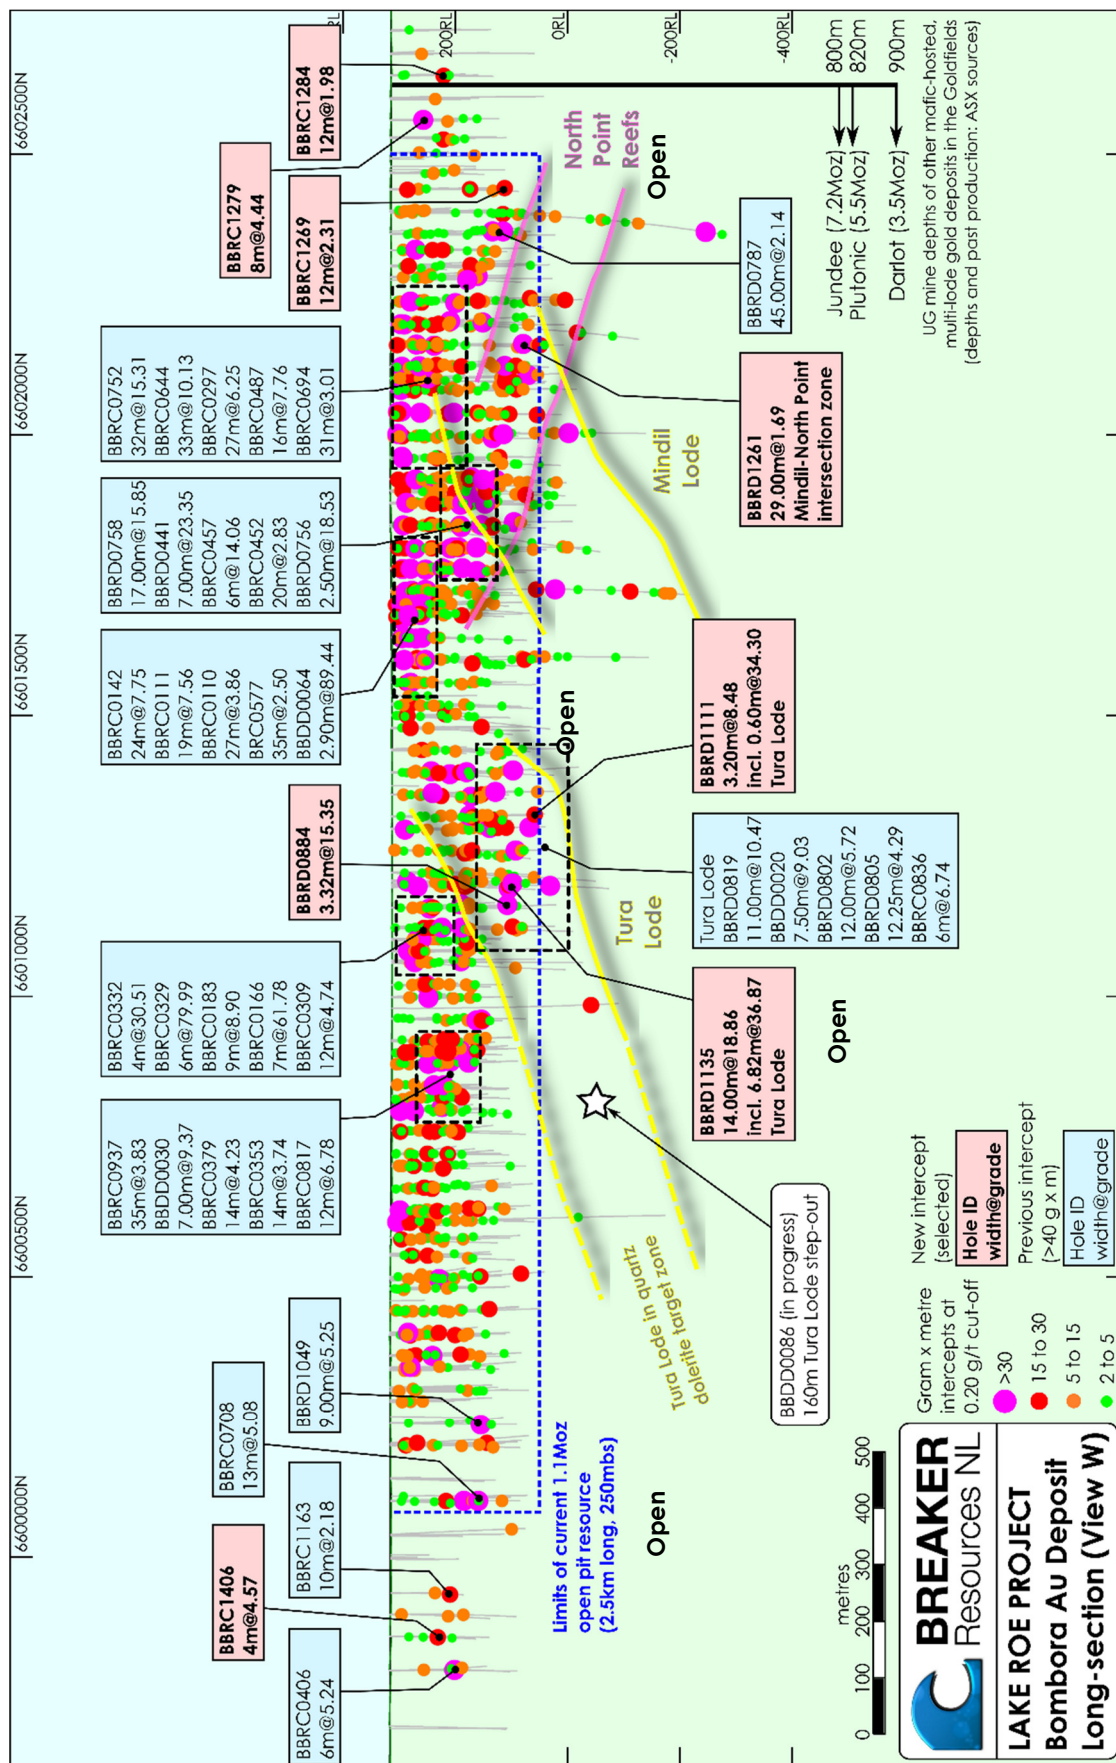 6600000N
6600500N
6601000N
6601500N
6602000N
6602500N
BBRC0406
6m@5.24
BBRC1406
4m@4.57
BBRC1163
10m@2.18
BBRC0708
13m@5.08
BBRD1049
9.00m@5.25
BBRC0937
35m@3.83
BBDD0030
7.00m@9.37
BBRC0379
14m@4.23
BBRC0353
14m@3.74
BBRC0817
12m@6.78
BBRC0332
4m@30.51
BBRC0329
6m@79.99
BBRC0183
9m@8.90
BBRC0166
7m@61.78
BBRC0309
12m@4.74
BBRD0884
3.32m@15.35
BBRC0142
24m@7.75
BBRC0111
19m@7.56
BBRC0110
27m@3.86
BRC0577
35m@2.50
BBDD0064
2.90m@89.44
BBRD0758
17.00m@15.85
BBRD0441
7.00m@23.35
BBRC0457
6m@14.06
BBRC0452
20m@2.83
BBRD0756
2.50m@18.53
BBRC0752
32m@15.31
BBRC0644
33m@10.13
BBRC0297
27m@6.25
BBRC0487
16m@7.76
BBRC0694
31m@3.01
BBRC1279
8m@4.44
BBRC1269
12m@2.31
BBRC1284
12m@1.98
200RL
0RL
-200RL
-400RL
Limits of current 1.1Moz
open pit resource
(2.5km long, 250mbs)
Open
Tura Lode in quartz
dolerite target zone
Tura
Lode
Open
Mindil
Lode
North
Point
Reefs
Open
Open
BBDD0086 (in progress)
160m Tura Lode step-out
BBRD1135
14.00m@18.86
incl. 6.82m@36.87
Tura Lode
Tura Lode
BBRD0819
11.00m@10.47
BDDD0020
7.50m@9.03
BBRD0802
12.00m@5.72
BBRD0805
12.25m@4.29
BBRC0836
6m@6.74
BBRD1111
3.20m@8.48
incl. 0.60m@34.30
Tura Lode
BBRD1261
29.00m@1.69
Mindil-North Point
intersection zone
BBRD0787
45.00m@2.14
Jundee (7.2Moz) 800m
Plutonic (5.5Moz) 820m
Darlot (3.5Moz) 900m
UG mine depths of other mafic-hosted,
multi-lode gold deposits in the Goldfields
(depths and past production: ASX sources)
metres
0 100 200 300 400 500
BREAKER
Resources NL
LAKE ROE PROJECT
Bombora Au Deposit
Long-section (View W)
Gram x metre
intercepts at
0.20 g/t cut-off
>30
15 to 30
5 to 15
2 to 5
New intercept
(selected)
Hole ID
width@grade
Previous intercept
(>40 g x m)
Hole ID
width@grade